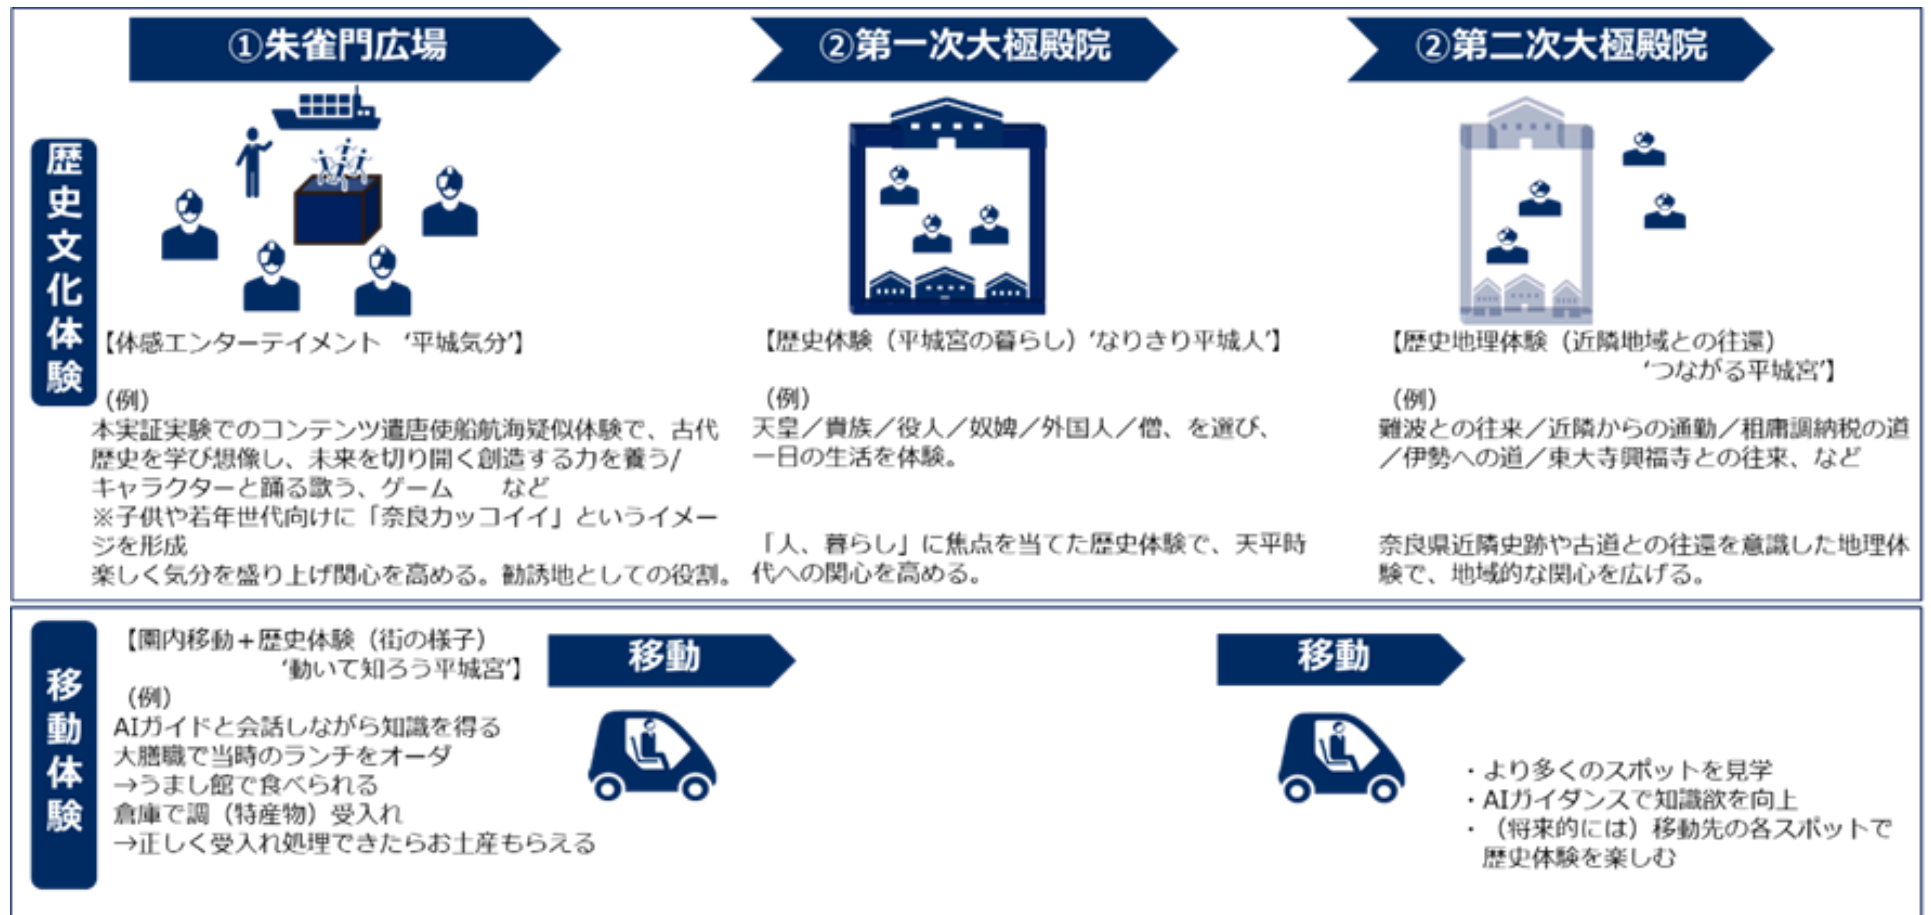 ①朱雀門広場
②第一次大極殿院
②第二次大極殿院
歴史文化体験
【体感エンターテイメント　‘平城気分’】
（例）
本実証実験でのコンテンツ遣唐使船航海疑似体験で、古代
歴史を学び想像し、未来を切り開く創造する力を養う/
キャラクターと踊る歌う、ゲーム　　など
※子供や若年世代向けに「奈良カッコイイ」というイメー
ジを形成
楽しく気分を盛り上げ関心を高める。勧誘地としての役割。
【歴史体験（平城宮の暮らし）‘なりきり平城人’】
（例）
天皇／貴族／役人／奴婢／外国人／僧、を選び、
一日の生活を体験。
「人、暮らし」に焦点を当てた歴史体験で、天平時
代への関心を高める。
【歴史地理体験（近隣地域との往還）
‘つながる平城宮’】
（例）
難波との往来／近隣からの通勤／租庸調納税の道
／伊勢への道／東大寺興福寺との往来、など
奈良県近隣史跡や古道との往還を意識した地理体
験で、地域的な関心を広げる。
移動体験
【園内移動＋歴史体験（街の様子）
‘動いて知ろう平城宮’】
（例）
AIガイドと会話しながら知識を得る
大膳職で当時のランチをオーダ
→うまし館で食べられる
倉庫で調（特産物）受入れ
→正しく受入れ処理できたらお土産もらえる
移動
移動
・より多くのスポットを見学
・AIガイダンスで知識欲を向上
・（将来的には）移動先の各スポットで
歴史体験を楽しむ